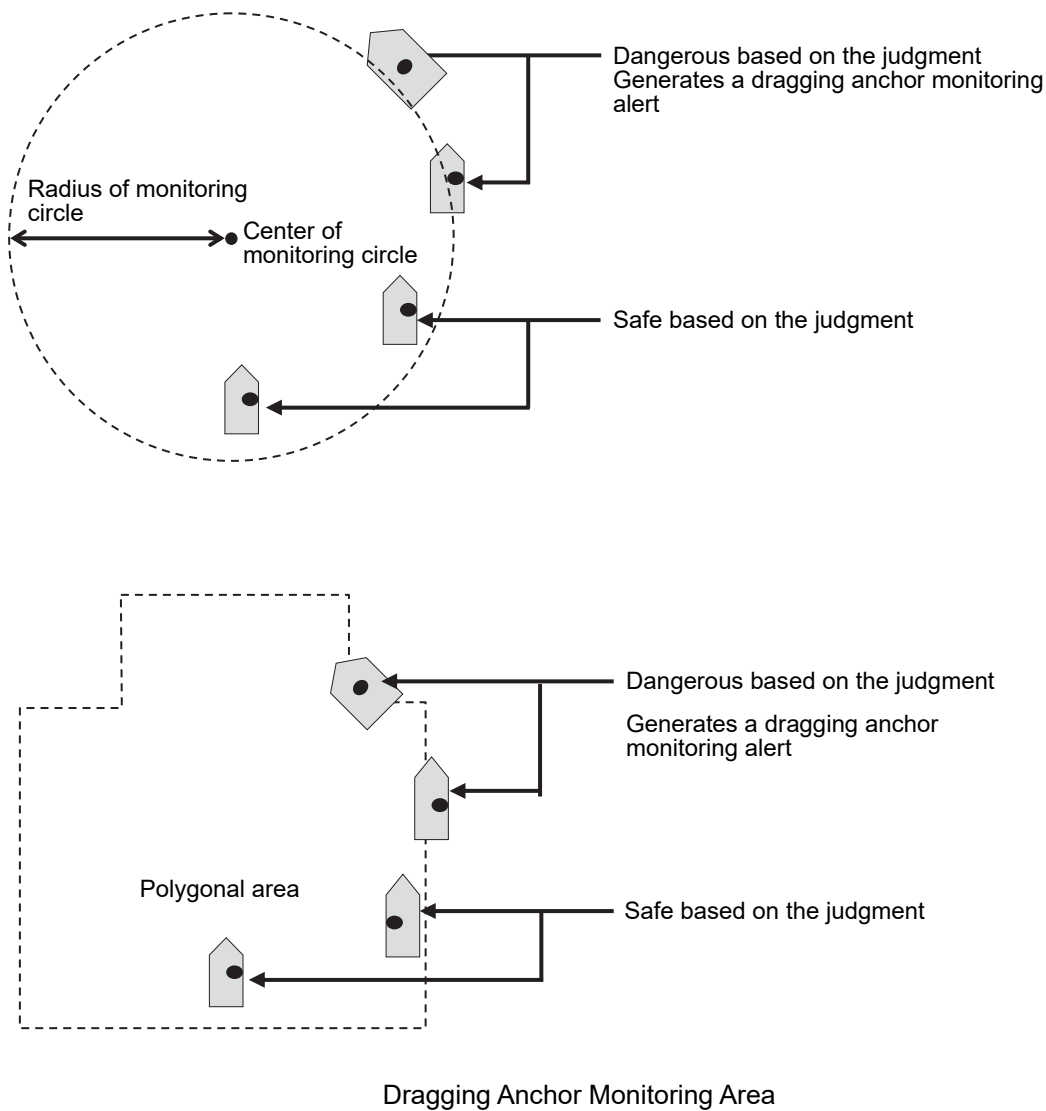 Dangerous based on the judgment
Generates a dragging anchor monitoring
alert
Radius of monitoring
circle
Center of
monitoring circle
Safe based on the judgment
Dangerous based on the judgment
Generates a dragging anchor
monitoring alert
Polygonal area
Safe based on the judgment
Dragging Anchor Monitoring Area